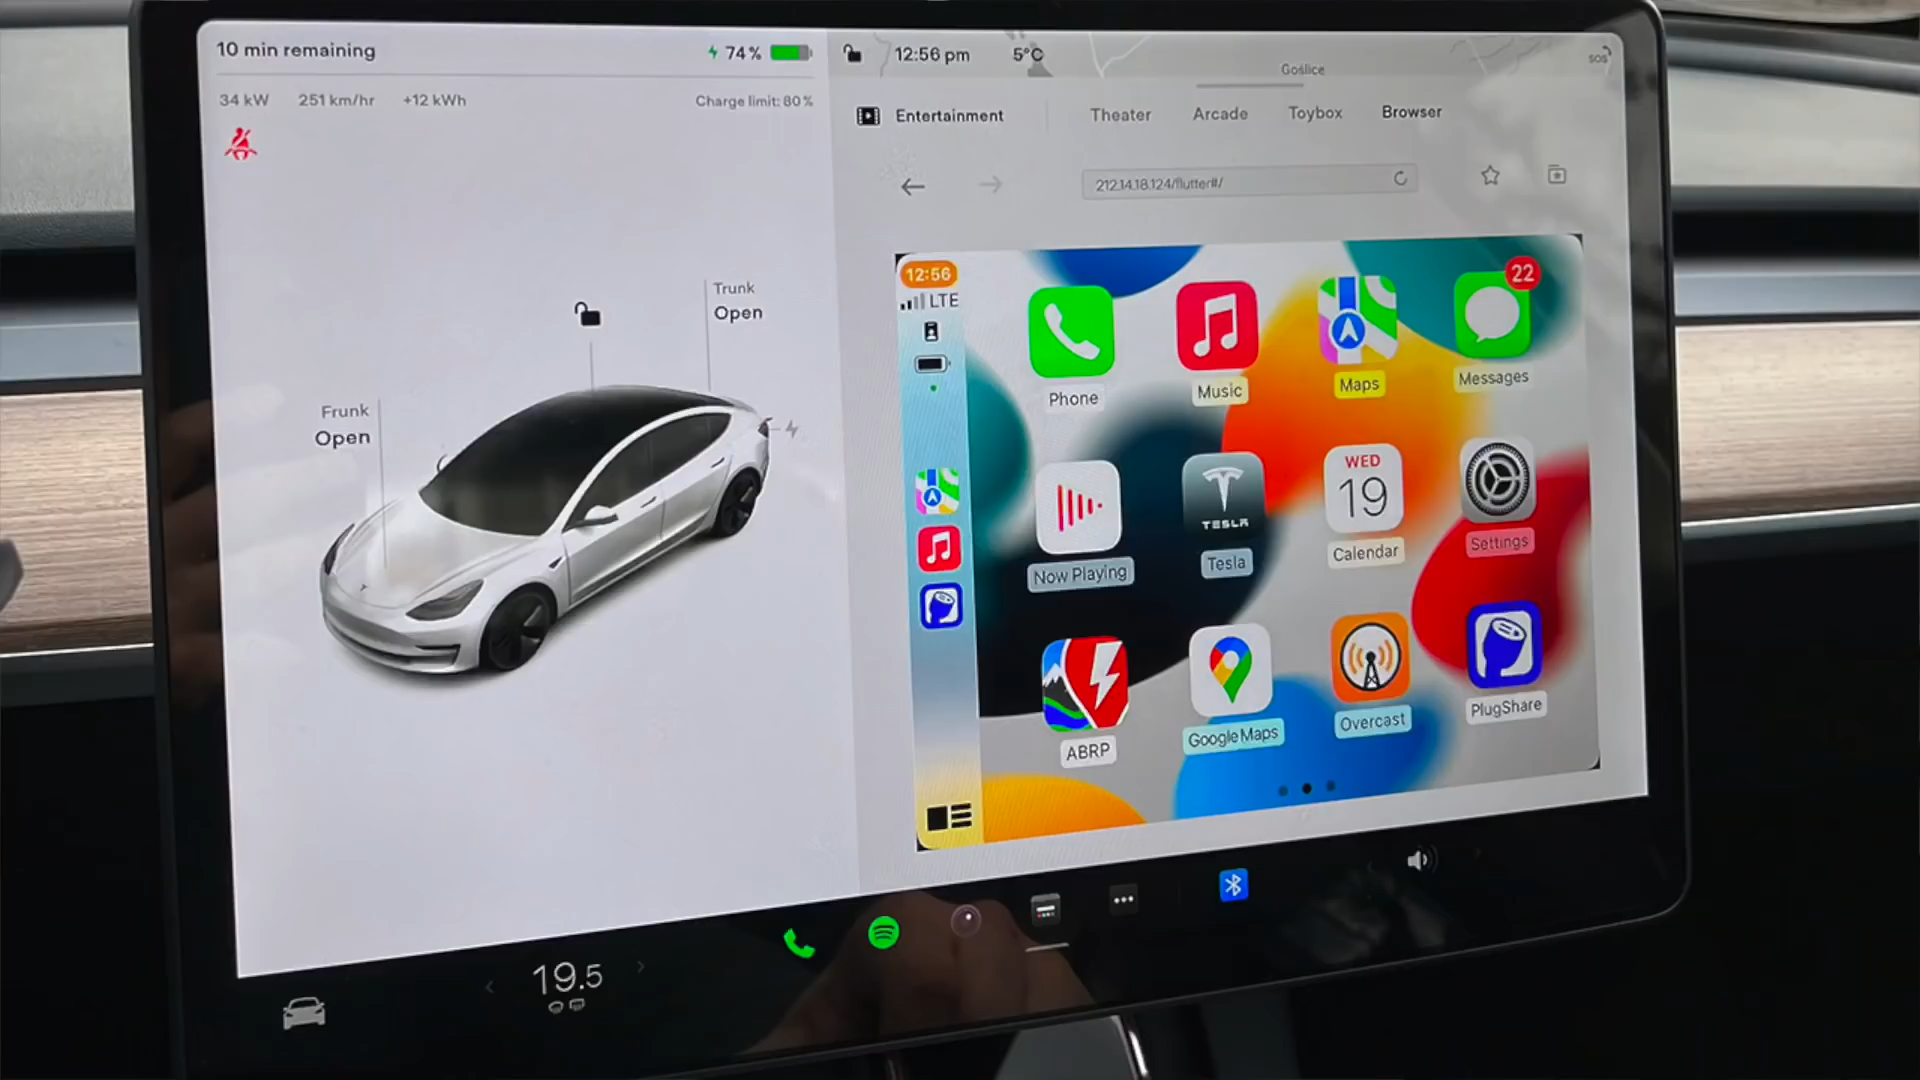 10 min remaining
74 %
34 kW
251 km/hr
+12 kWh
Charge limit: 80 %
Trunk
Open
Frunk
Open
12:56 pm
5°C
Goślice
SOS
Entertainment
Theater
Arcade
Toybox
Browser
212.14.18.124/flutter#/
12:56
LTE
22
Phone
Music
Maps
Messages
WED
19
TESLA
Now Playing
Tesla
Calendar
Settings
ABRP
Google Maps
Overcast
PlugShare
19.5